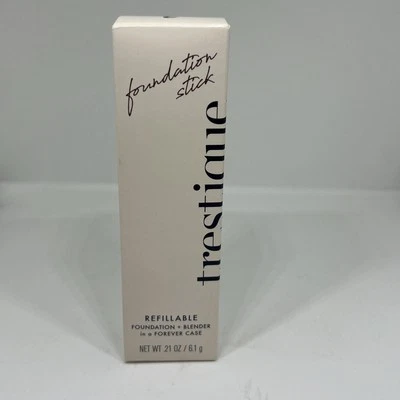 foundation
stick
trestique
REFILLABLE
FOUNDATION + BLENDER
in a FOREVER CASE
NET WT .21 OZ / 6.1 g